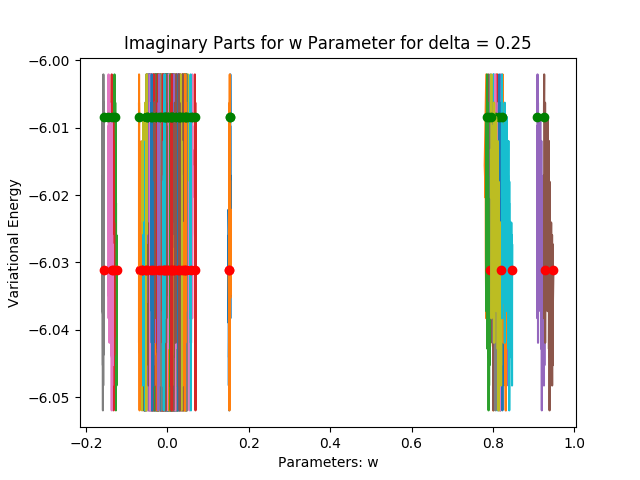 Imaginary Parts for w Parameter for delta = 0.25
Variational Energy
−6.00
−6.01
−6.02
−6.03
−6.04
−6.05
−0.2 0.0 0.2 0.4 0.6 0.8 1.0
Parameters: w